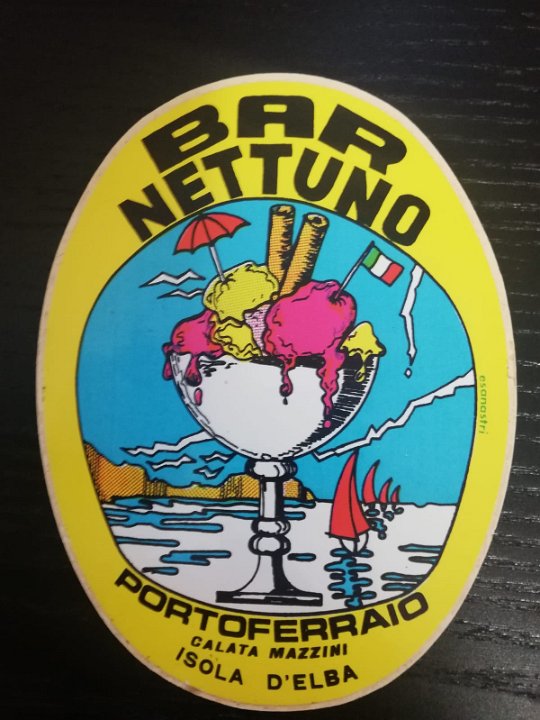 BAR
NETTUNO
esanastri
PORTOFERRAIO
CALATA MAZZINI
ISOLA D'ELBA